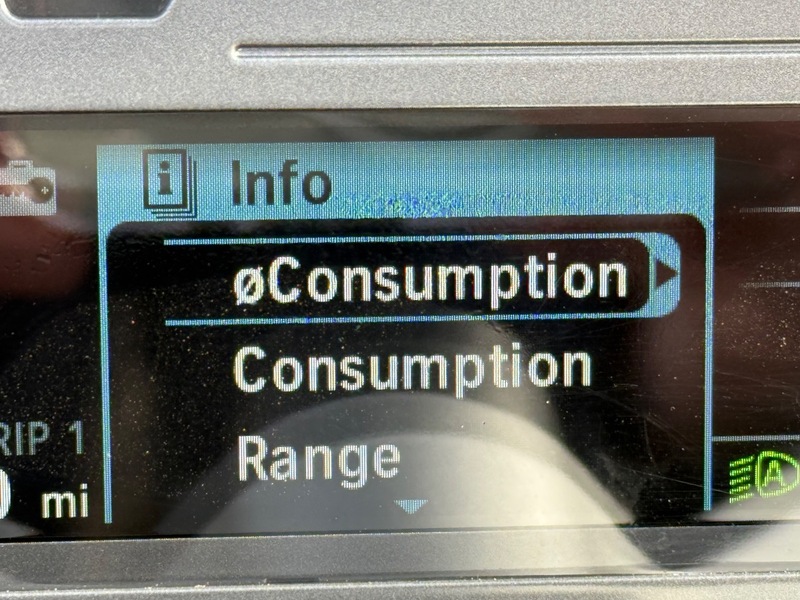 Info
øConsumption
Consumption
Range
RIP 1
mi
A